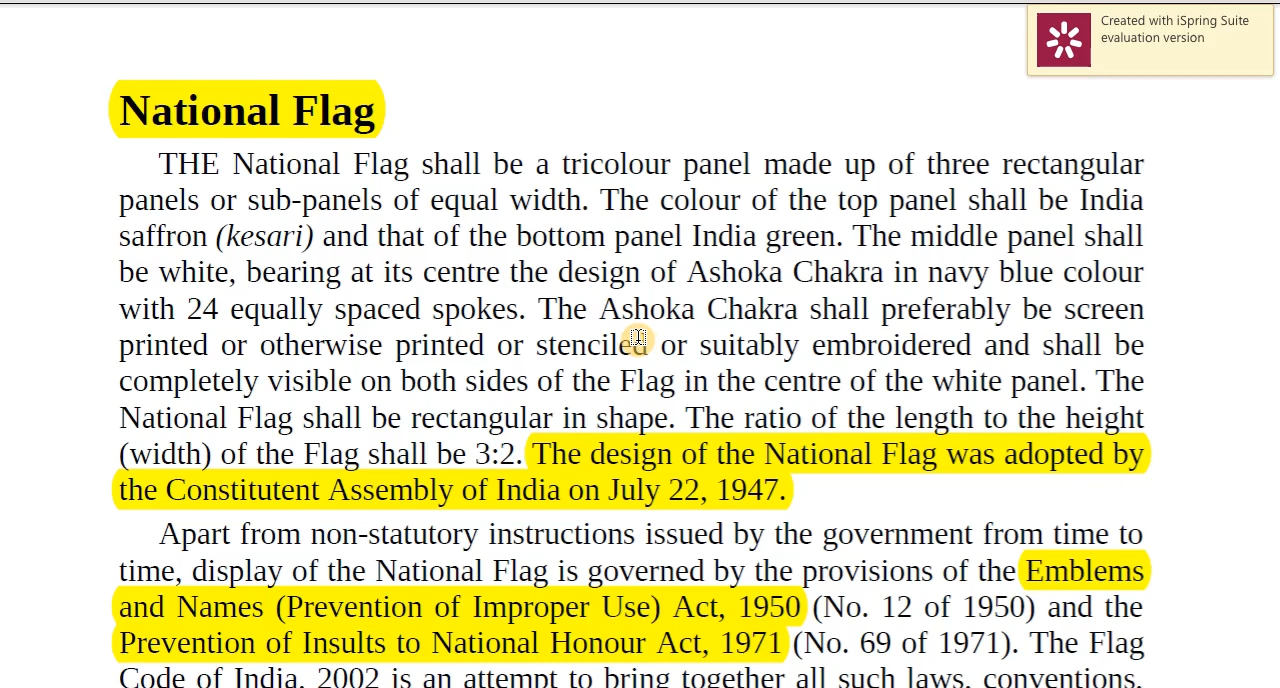 Created with iSpring Suite
evaluation version
National Flag
THE National Flag shall be a tricolour panel made up of three rectangular
panels or sub-panels of equal width. The colour of the top panel shall be India
saffron (kesari) and that of the bottom panel India green. The middle panel shall
be white, bearing at its centre the design of Ashoka Chakra in navy blue colour
with 24 equally spaced spokes. The Ashoka Chakra shall preferably be screen
printed or otherwise printed or stenciled or suitably embroidered and shall be
completely visible on both sides of the Flag in the centre of the white panel. The
National Flag shall be rectangular in shape. The ratio of the length to the height
(width) of the Flag shall be 3:2. The design of the National Flag was adopted by
the Constitutent Assembly of India on July 22, 1947.
Apart from non-statutory instructions issued by the government from time to
time, display of the National Flag is governed by the provisions of the Emblems
and Names (Prevention of Improper Use) Act, 1950 (No. 12 of 1950) and the
Prevention of Insults to National Honour Act, 1971 (No. 69 of 1971). The Flag
Code of India, 2002 is an attempt to bring together all such laws, conventions,